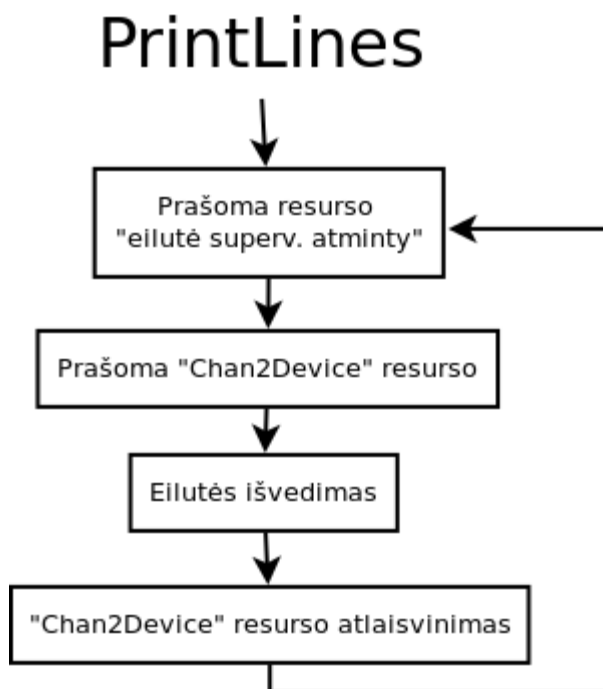 PrintLines
Prašoma resurso
"eilutė superv. atminty"
Prašoma "Chan2Device" resurso
Eilutės išvedimas
"Chan2Device" resurso atlaisvinimas